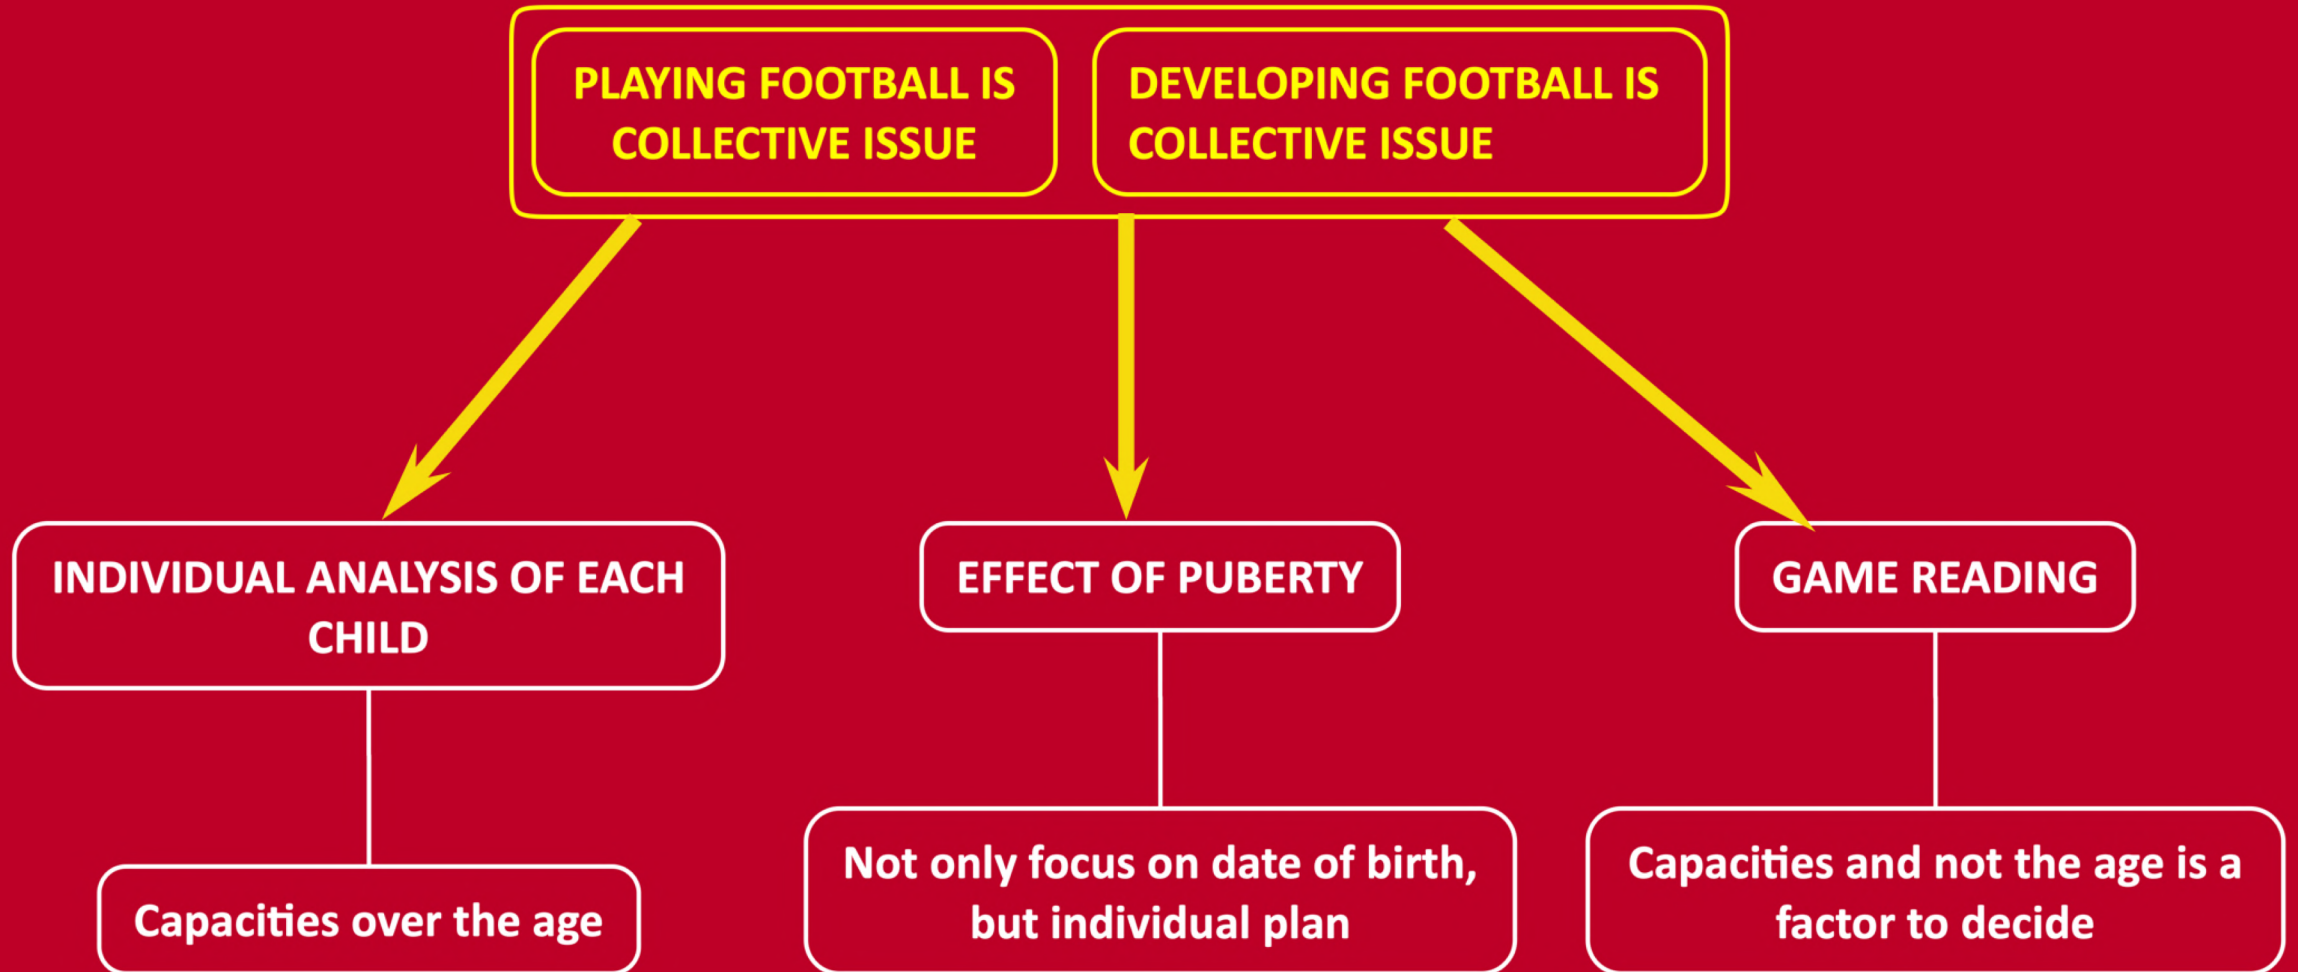 PLAYING FOOTBALL IS
COLLECTIVE ISSUE
DEVELOPING FOOTBALL IS
COLLECTIVE ISSUE
INDIVIDUAL ANALYSIS OF EACH
CHILD
EFFECT OF PUBERTY
GAME READING
Capacities over the age
Not only focus on date of birth,
but individual plan
Capacities and not the age is a
factor to decide